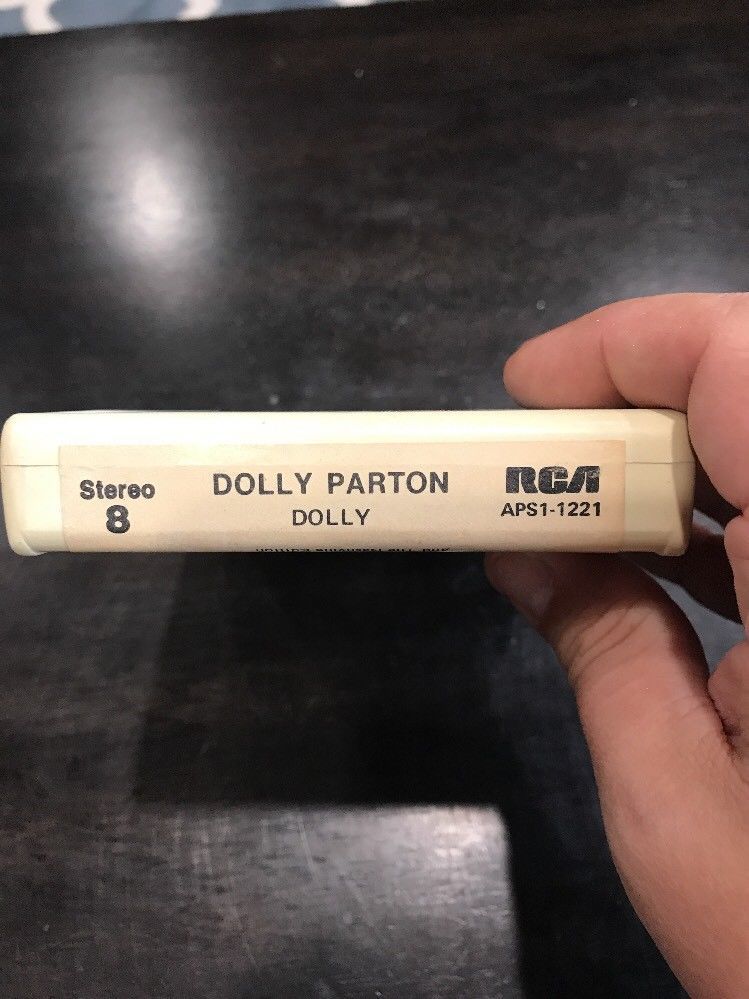 Stereo
8
DOLLY PARTON
DOLLY
RCA
APS1-1221